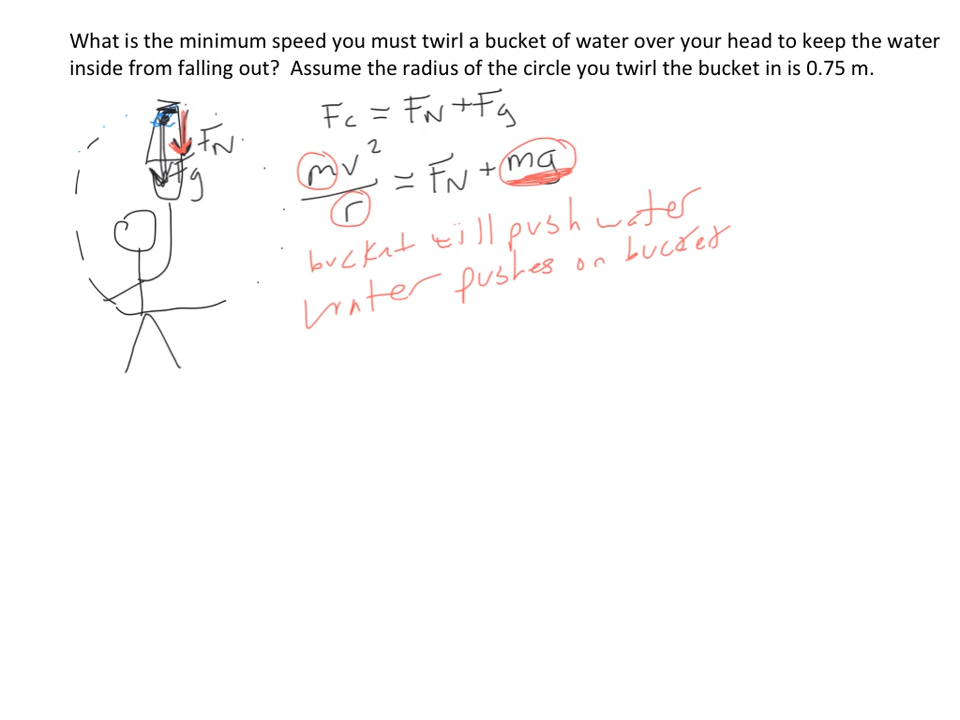 What is the minimum speed you must twirl a bucket of water over your head to keep the water
inside from falling out? Assume the radius of the circle you twirl the bucket in is 0.75 m.
Fc = FN + Fg
FN
mv²/r = FN + mg
Fg
bucket will push water
water pushes on bucket